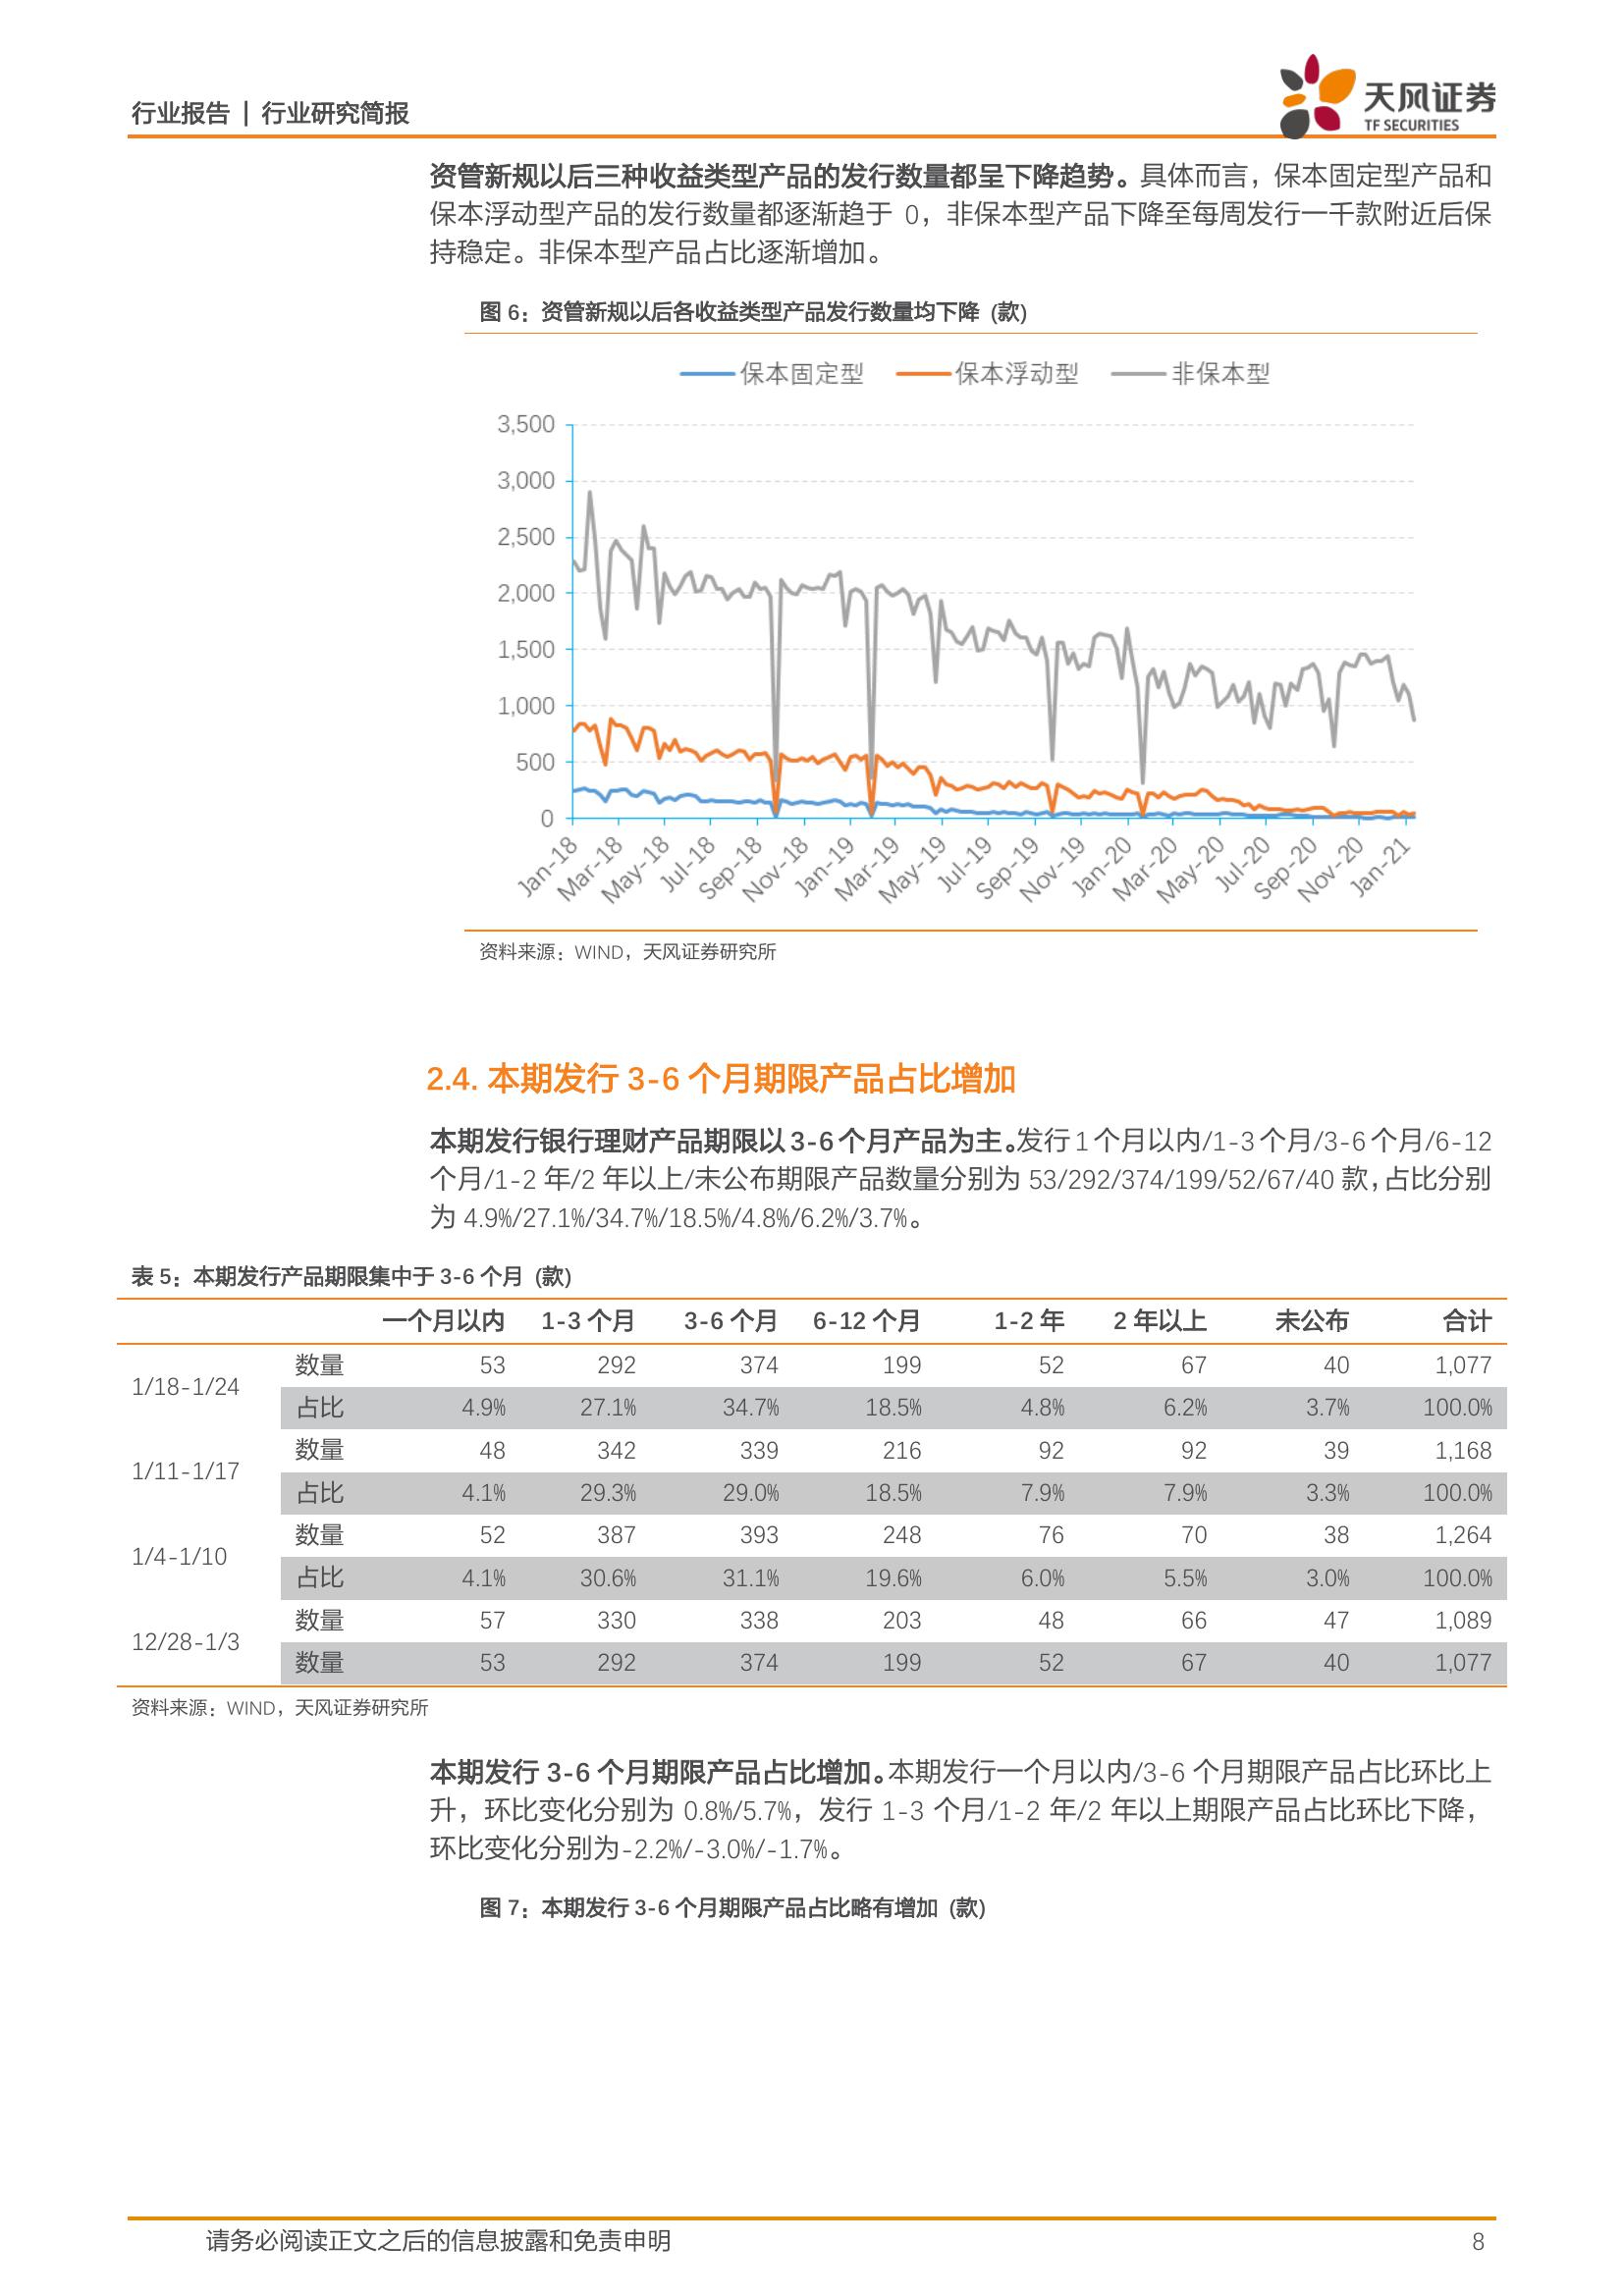 行业报告 | 行业研究简报
天风证券
TF SECURITIES
资管新规以后三种收益类型产品的发行数量都呈下降趋势。具体而言，保本固定型产品和
保本浮动型产品的发行数量都逐渐趋于 0，非保本型产品下降至每周发行一千款附近后保
持稳定。非保本型产品占比逐渐增加。
图 6：资管新规以后各收益类型产品发行数量均下降（款）
保本固定型 保本浮动型 非保本型
3,500
3,000
2,500
2,000
1,500
1,000
500
0
Jan-18 Mar-18 May-18 Jul-18 Sep-18 Nov-18 Jan-19 Mar-19 May-19 Jul-19 Sep-19 Nov-19 Jan-20 Mar-20 May-20 Jul-20 Sep-20 Nov-20 Jan-21
资料来源：WIND，天风证券研究所
2.4. 本期发行 3-6 个月期限产品占比增加
本期发行银行理财产品期限以 3-6 个月产品为主。发行 1 个月以内/1-3 个月/3-6 个月/6-12
个月/1-2 年/2 年以上/未公布期限产品数量分别为 53/292/374/199/52/67/40 款，占比分别
为 4.9%/27.1%/34.7%/18.5%/4.8%/6.2%/3.7%。
表 5：本期发行产品期限集中于 3-6 个月（款）
一个月以内 1-3 个月 3-6 个月 6-12 个月 1-2 年 2 年以上 未公布 合计
1/18-1/24
数量 53 292 374 199 52 67 40 1,077
占比 4.9% 27.1% 34.7% 18.5% 4.8% 6.2% 3.7% 100.0%
1/11-1/17
数量 48 342 339 216 92 92 39 1,168
占比 4.1% 29.3% 29.0% 18.5% 7.9% 7.9% 3.3% 100.0%
1/4-1/10
数量 52 387 393 248 76 70 38 1,264
占比 4.1% 30.6% 31.1% 19.6% 6.0% 5.5% 3.0% 100.0%
12/28-1/3
数量 57 330 338 203 48 66 47 1,089
数量 53 292 374 199 52 67 40 1,077
资料来源：WIND，天风证券研究所
本期发行 3-6 个月期限产品占比增加。本期发行一个月以内/3-6 个月期限产品占比环比上
升，环比变化分别为 0.8%/5.7%，发行 1-3 个月/1-2 年/2 年以上期限产品占比环比下降，
环比变化分别为-2.2%/-3.0%/-1.7%。
图 7：本期发行 3-6 个月期限产品占比略有增加（款）
请务必阅读正文之后的信息披露和免责申明 8